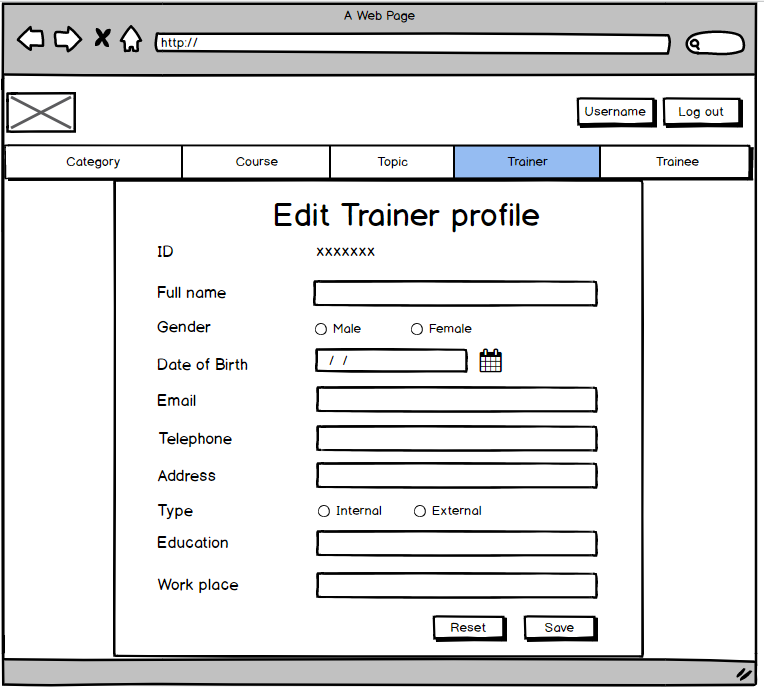 A Web Page
http://
Username Log out
Category Course Topic Trainer Trainee
Edit Trainer profile
ID xxxxxxx
Full name
Gender Male Female
Date of Birth / /
Email
Telephone
Address
Type Internal External
Education
Work place
Reset Save